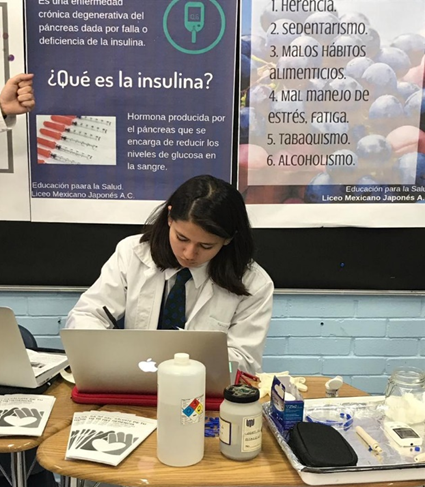 Es una enfermedad
crónica degenerativa del
páncreas dada por falla o
deficiencia de la insulina.
¿Qué es la insulina?
Hormona producida por
el páncreas que se
encarga de reducir los
niveles de glucosa en
la sangre.
Educación paara la Salud.
Liceo Mexicano Japonés A.C.
1. Herencia.
2. Sedentarismo.
3. Malos hábitos
alimenticios.
4. Mal manejo de
estrés, fatiga.
5. Tabaquismo.
6. Alcoholismo.
Educación para la Salud
Liceo Mexicano Japonés A.